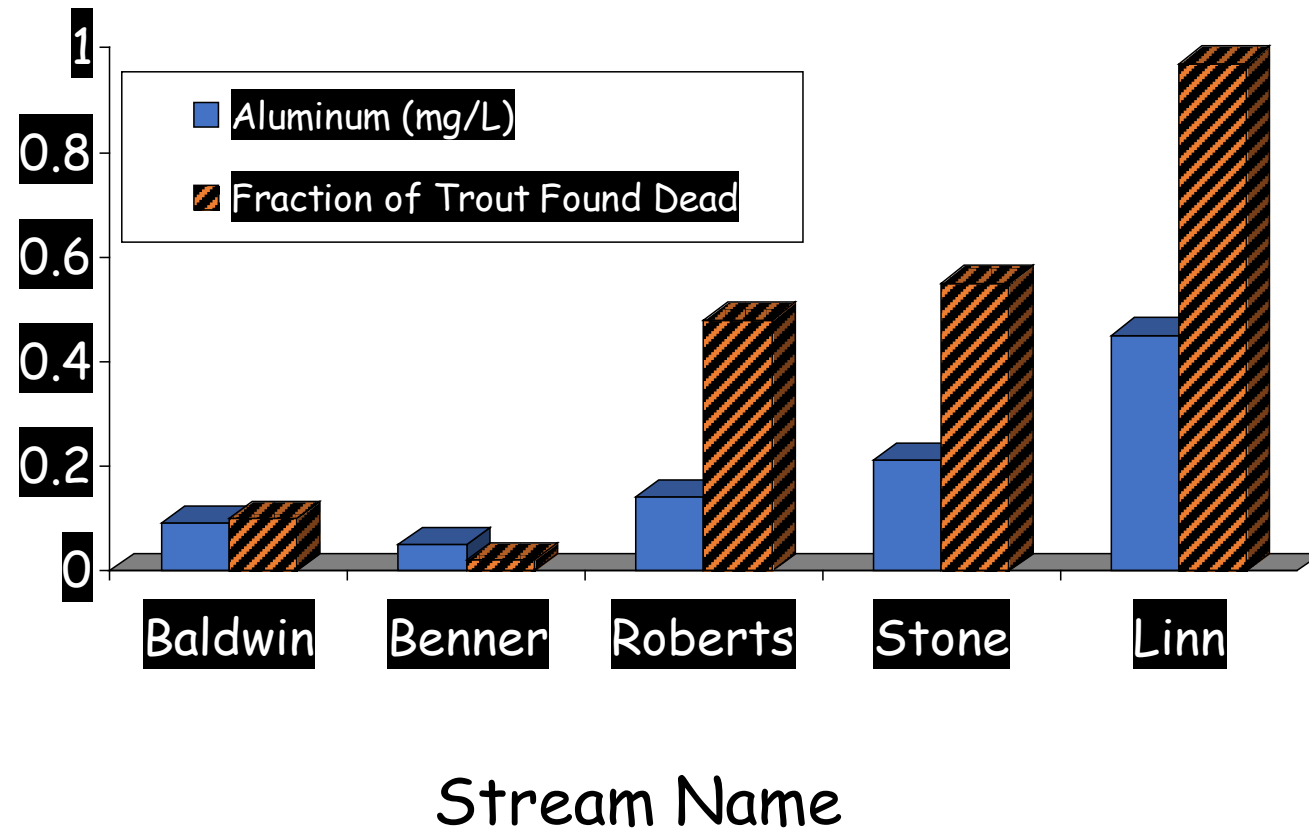 1
0.8
0.6
0.4
0.2
0
Aluminum (mg/L)
Fraction of Trout Found Dead
Baldwin Benner Roberts Stone Linn
Stream Name